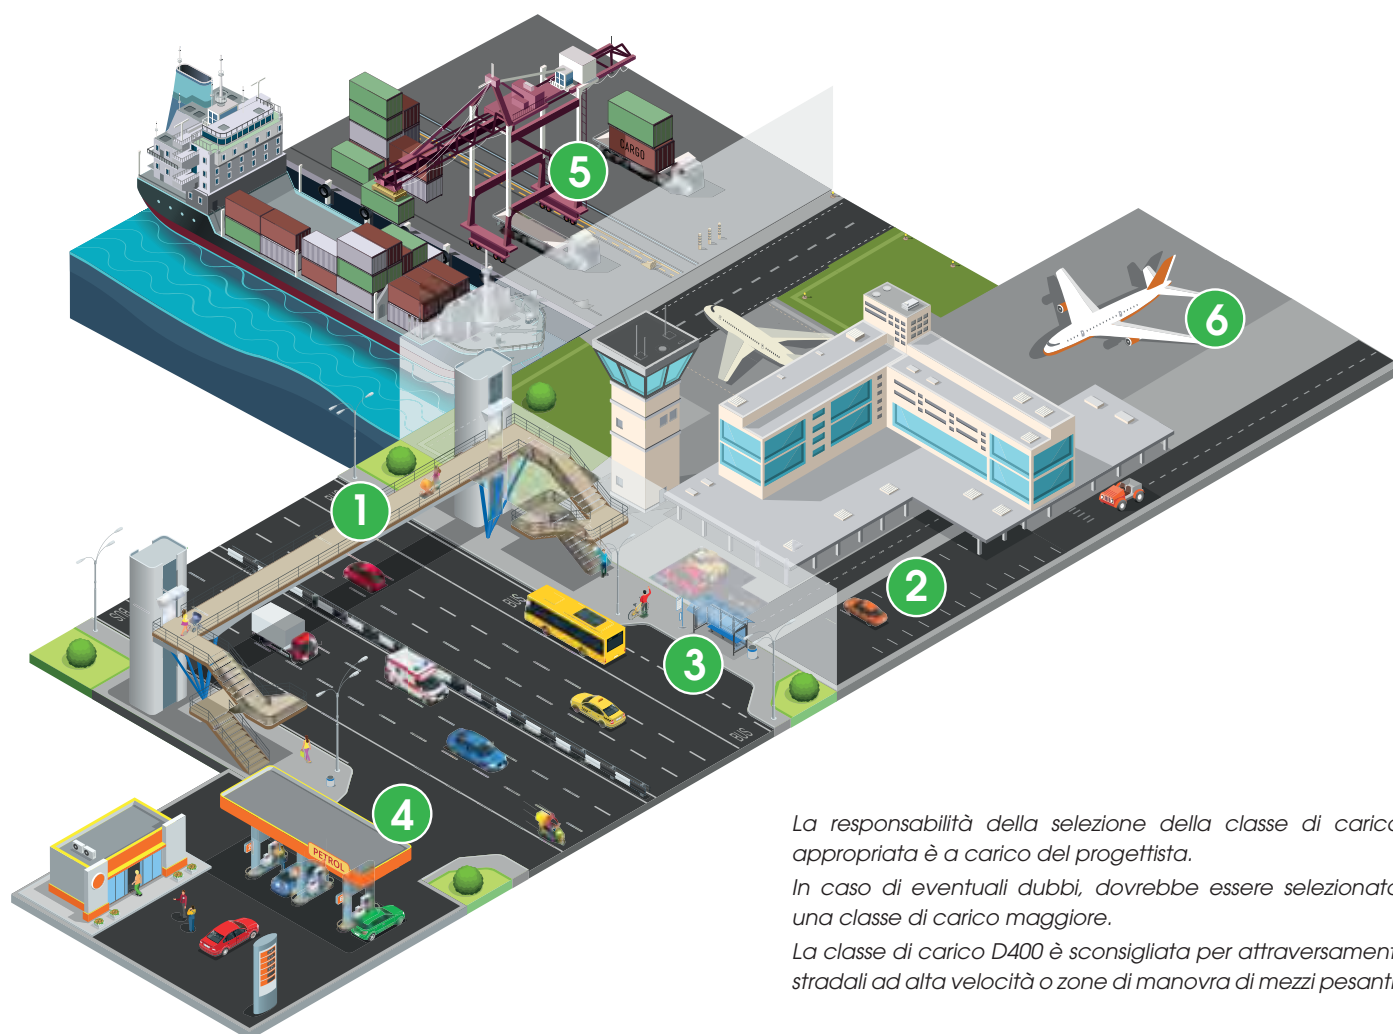 CARGO
5
6
1
BUS
BUS
2
3
BUS
4
PETROL
La responsabilità della selezione della classe di carico
appropriata è a carico del progettista.
In caso di eventuali dubbi, dovrebbe essere selezionata
una classe di carico maggiore.
La classe di carico D400 è sconsigliata per attraversament
stradali ad alta velocità o zone di manovra di mezzi pesanti